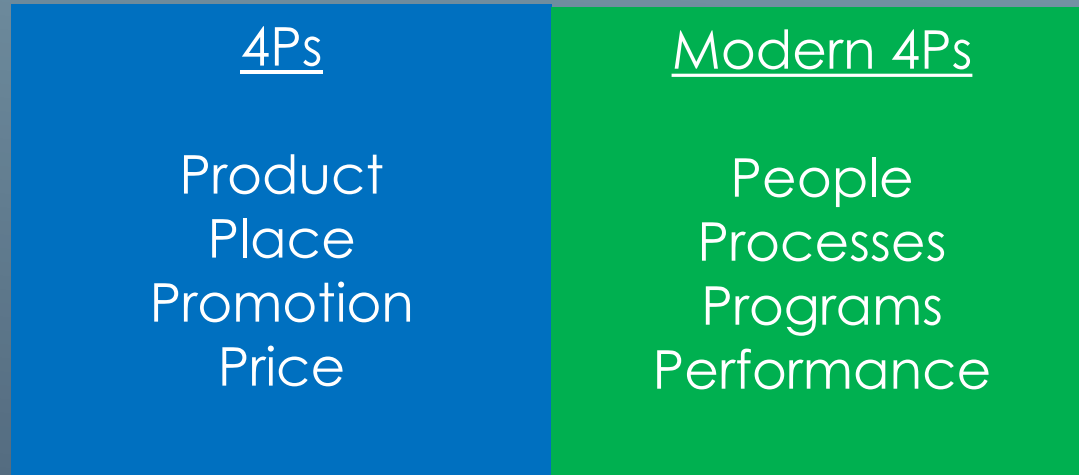 4Ps
Product
Place
Promotion
Price
Modern 4Ps
People
Processes
Programs
Performance